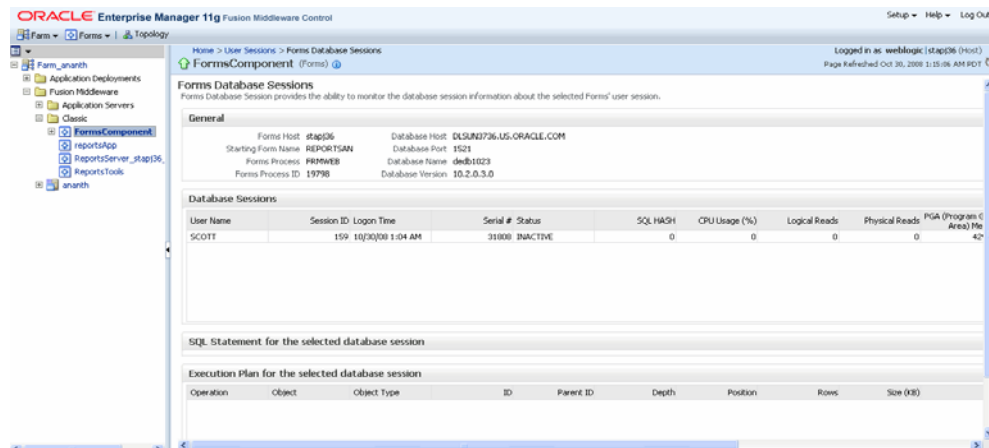 ORACLE Enterprise Manager 11g Fusion Middleware Control
Setup Help Log Out
Farm Forms Topology
Farm_ananth
Application Deployments
Fusion Middleware
Application Servers
Classic
FormsComponent
reportsApp
ReportsServer_stapj36_
ReportsTools
ananth
Home > User Sessions > Forms Database Sessions
Logged in as weblogic|stapj36 (Host)
FormsComponent (Forms)
Page Refreshed Oct 30, 2008 1:15:06 AM PDT
Forms Database Sessions
Forms Database Session provides the ability to monitor the database session information about the selected Forms' user session.
General
Forms Host stapj36 Database Host DLSUN3736.US.ORACLE.COM
Starting Form Name REPORTSAN Database Port 1521
Forms Process FRMWEB Database Name dedb1023
Forms Process ID 19798 Database Version 10.2.0.3.0
Database Sessions
User Name Session ID Logon Time Serial # Status SQL HASH CPU Usage (%) Logical Reads Physical Reads PGA (Program Area) Me
SCOTT 159 10/30/08 1:04 AM 31808 INACTIVE 0 0 0 0 42
SQL Statement for the selected database session
Execution Plan for the selected database session
Operation Object Object Type ID Parent ID Depth Position Rows Size (KB)